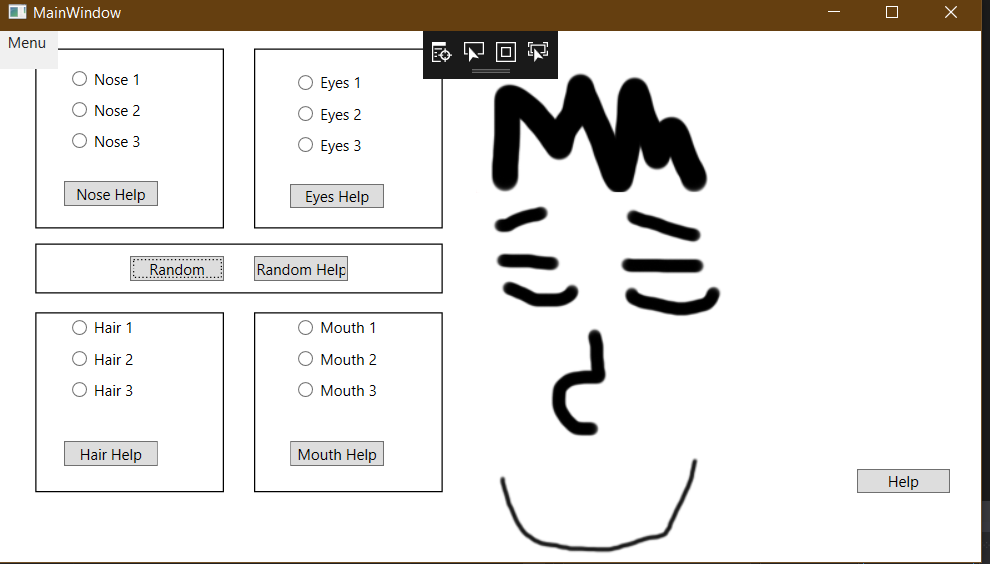 MainWindow
Menu
Nose 1
Nose 2
Nose 3
Nose Help
Eyes 1
Eyes 2
Eyes 3
Eyes Help
Random
Random Help
Hair 1
Hair 2
Hair 3
Hair Help
Mouth 1
Mouth 2
Mouth 3
Mouth Help
Help